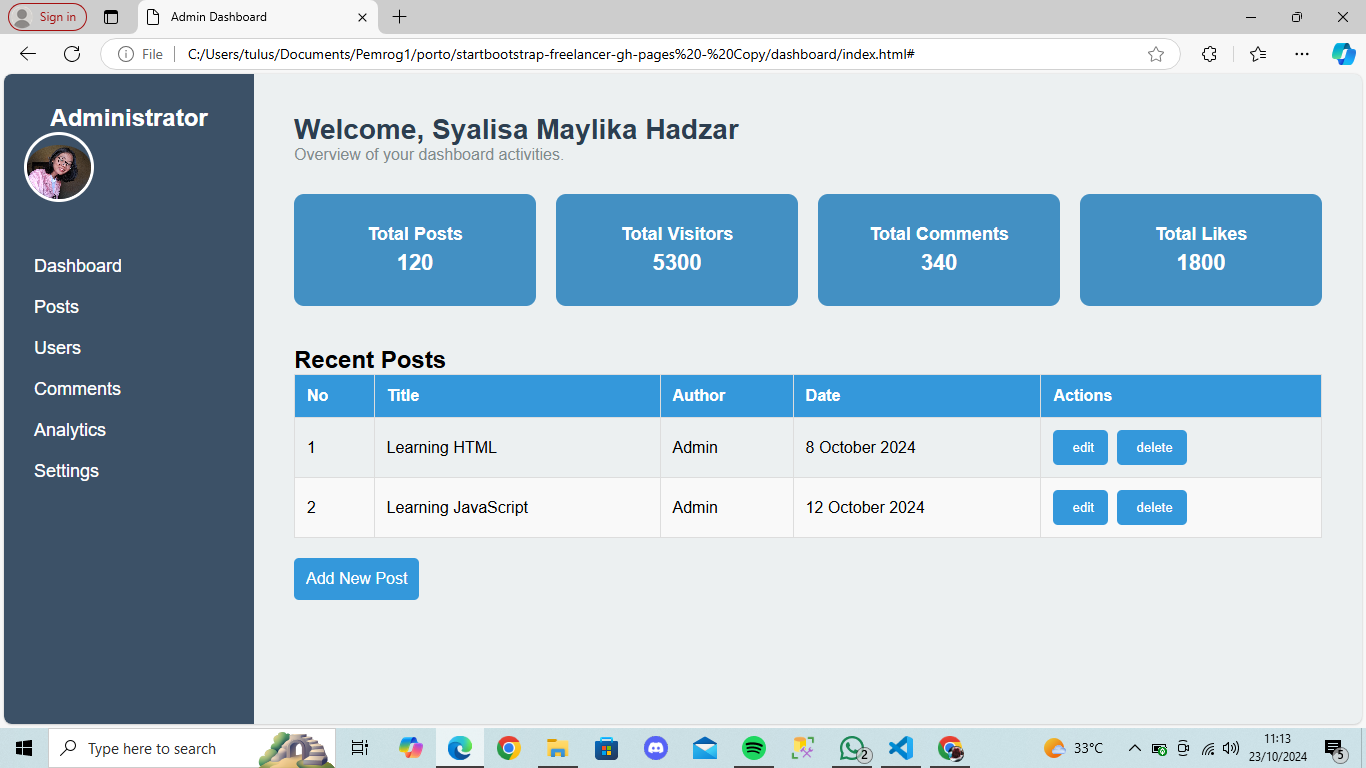 Sign in
Admin Dashboard
File
C:/Users/tulus/Documents/Pemrog1/porto/startbootstrap-freelancer-gh-pages%20-%20Copy/dashboard/index.html#
Administrator
Dashboard
Posts
Users
Comments
Analytics
Settings
Welcome, Syalisa Maylika Hadzar
Overview of your dashboard activities.
Total Posts
120
Total Visitors
5300
Total Comments
340
Total Likes
1800
Recent Posts
No Title Author Date Actions
1 Learning HTML Admin 8 October 2024 edit delete
2 Learning JavaScript Admin 12 October 2024 edit delete
Add New Post
Type here to search
2
33°C
11:13
23/10/2024
5